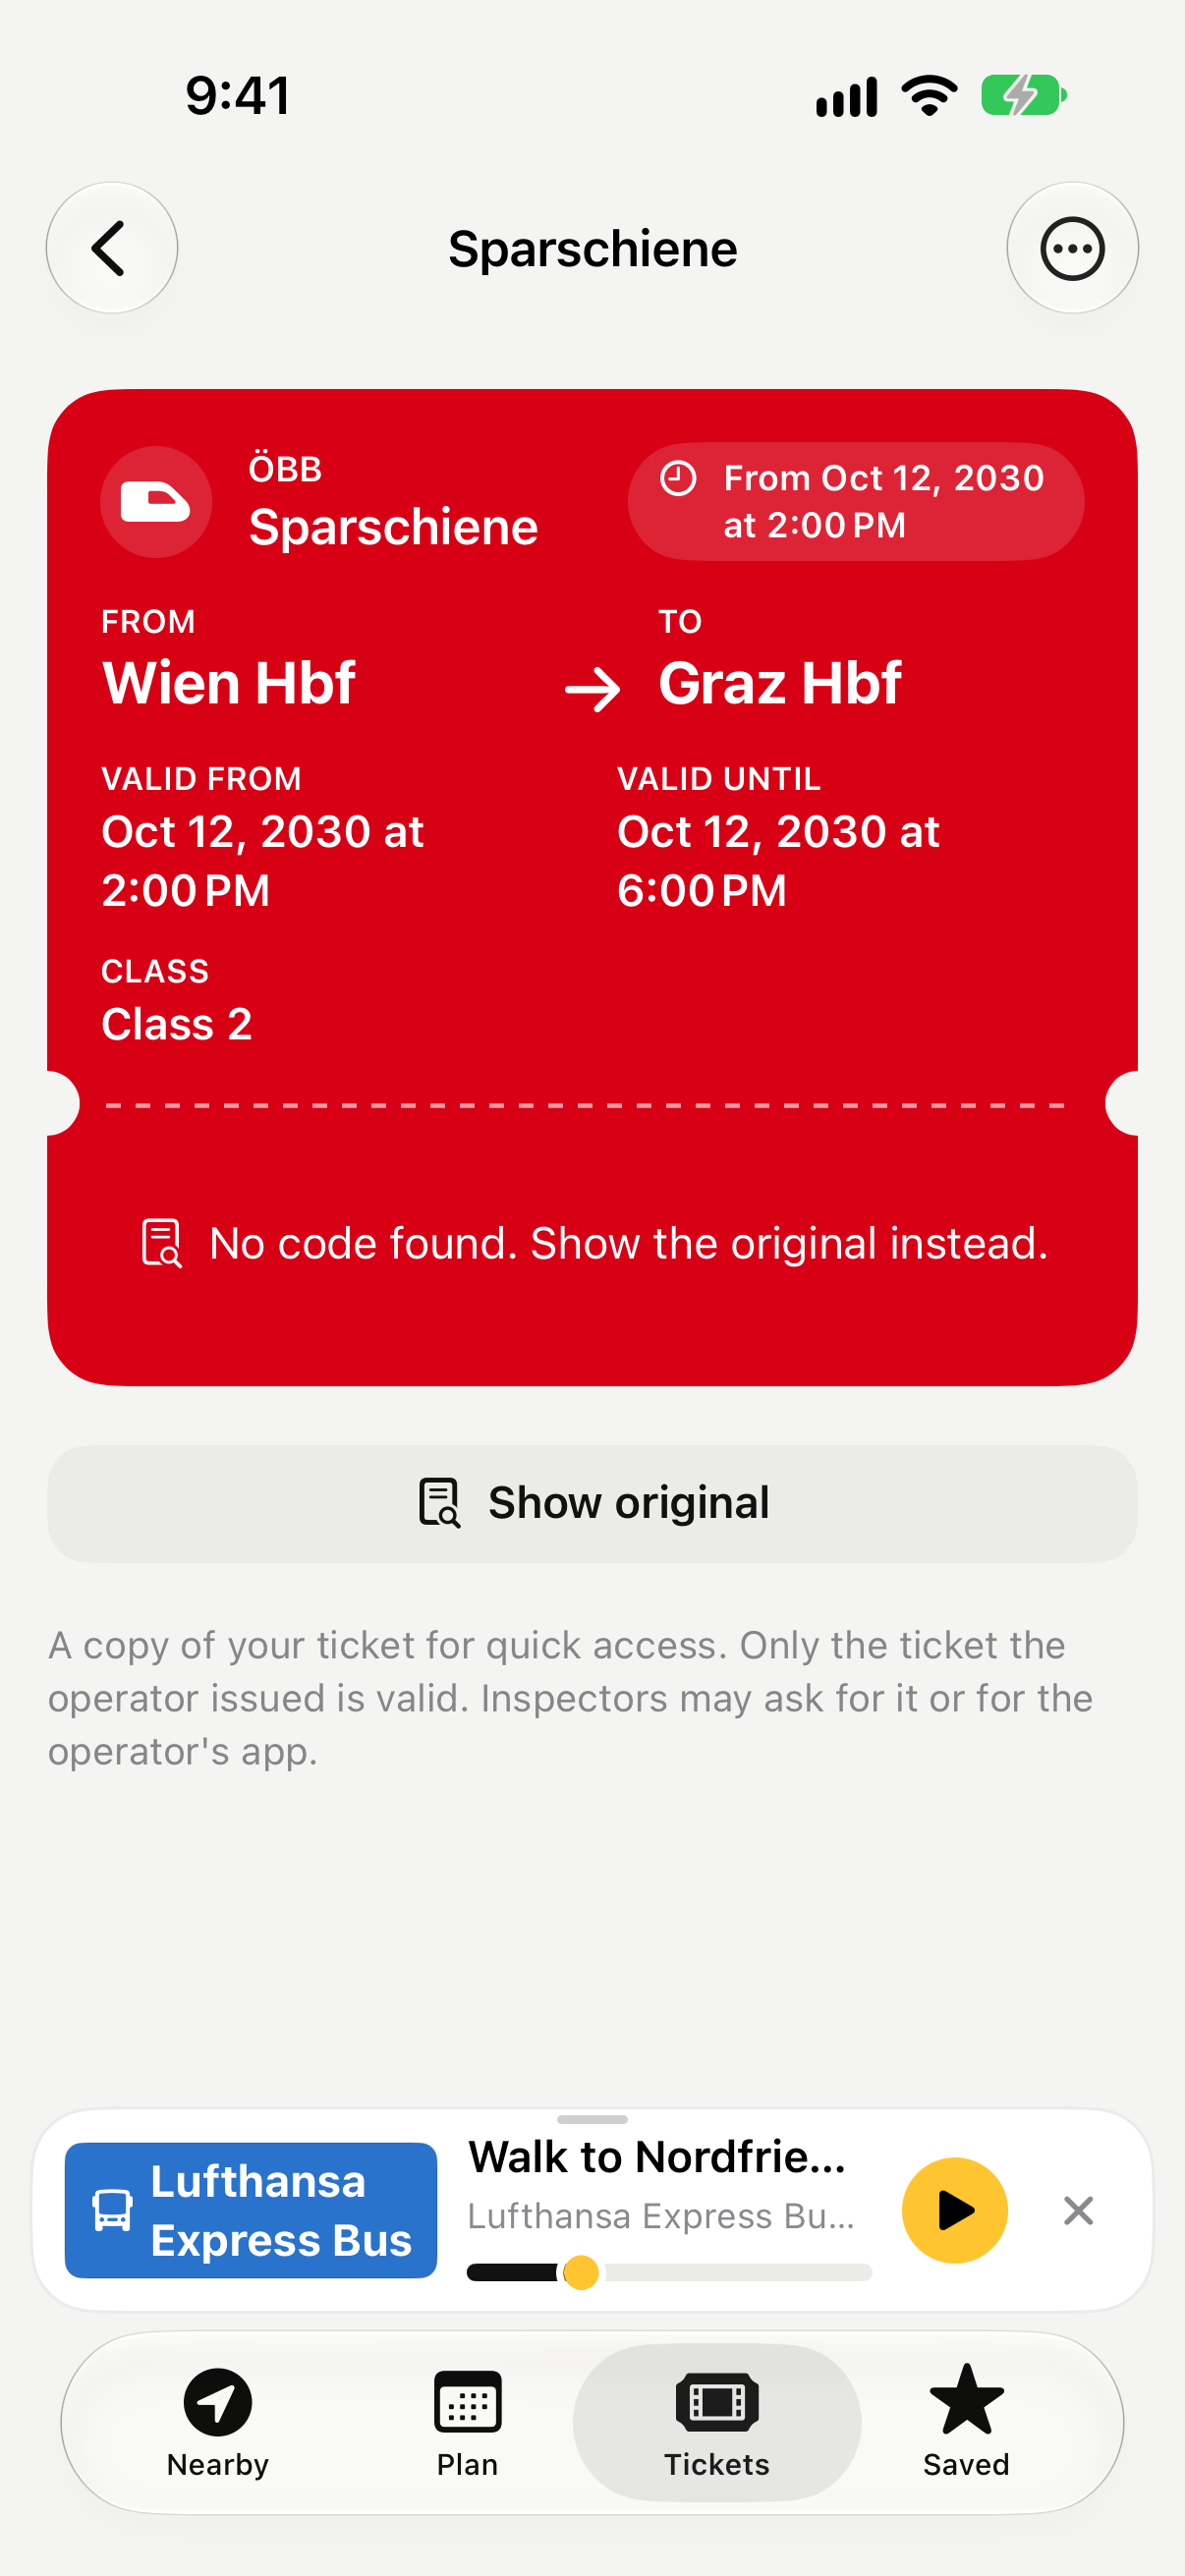 9:41
Sparschiene
ÖBB
Sparschiene
From Oct 12, 2030
at 2:00 PM
FROM
Wien Hbf
TO
Graz Hbf
VALID FROM
Oct 12, 2030 at
2:00 PM
VALID UNTIL
Oct 12, 2030 at
6:00 PM
CLASS
Class 2
No code found. Show the original instead.
Show original
A copy of your ticket for quick access. Only the ticket the
operator issued is valid. Inspectors may ask for it or for the
operator's app.
Lufthansa
Express Bus
Walk to Nordfrie...
Lufthansa Express Bu...
Nearby
Plan
Tickets
Saved